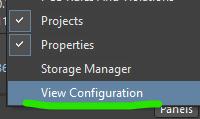 Projects
Properties
Storage Manager
View Configuration
Panels